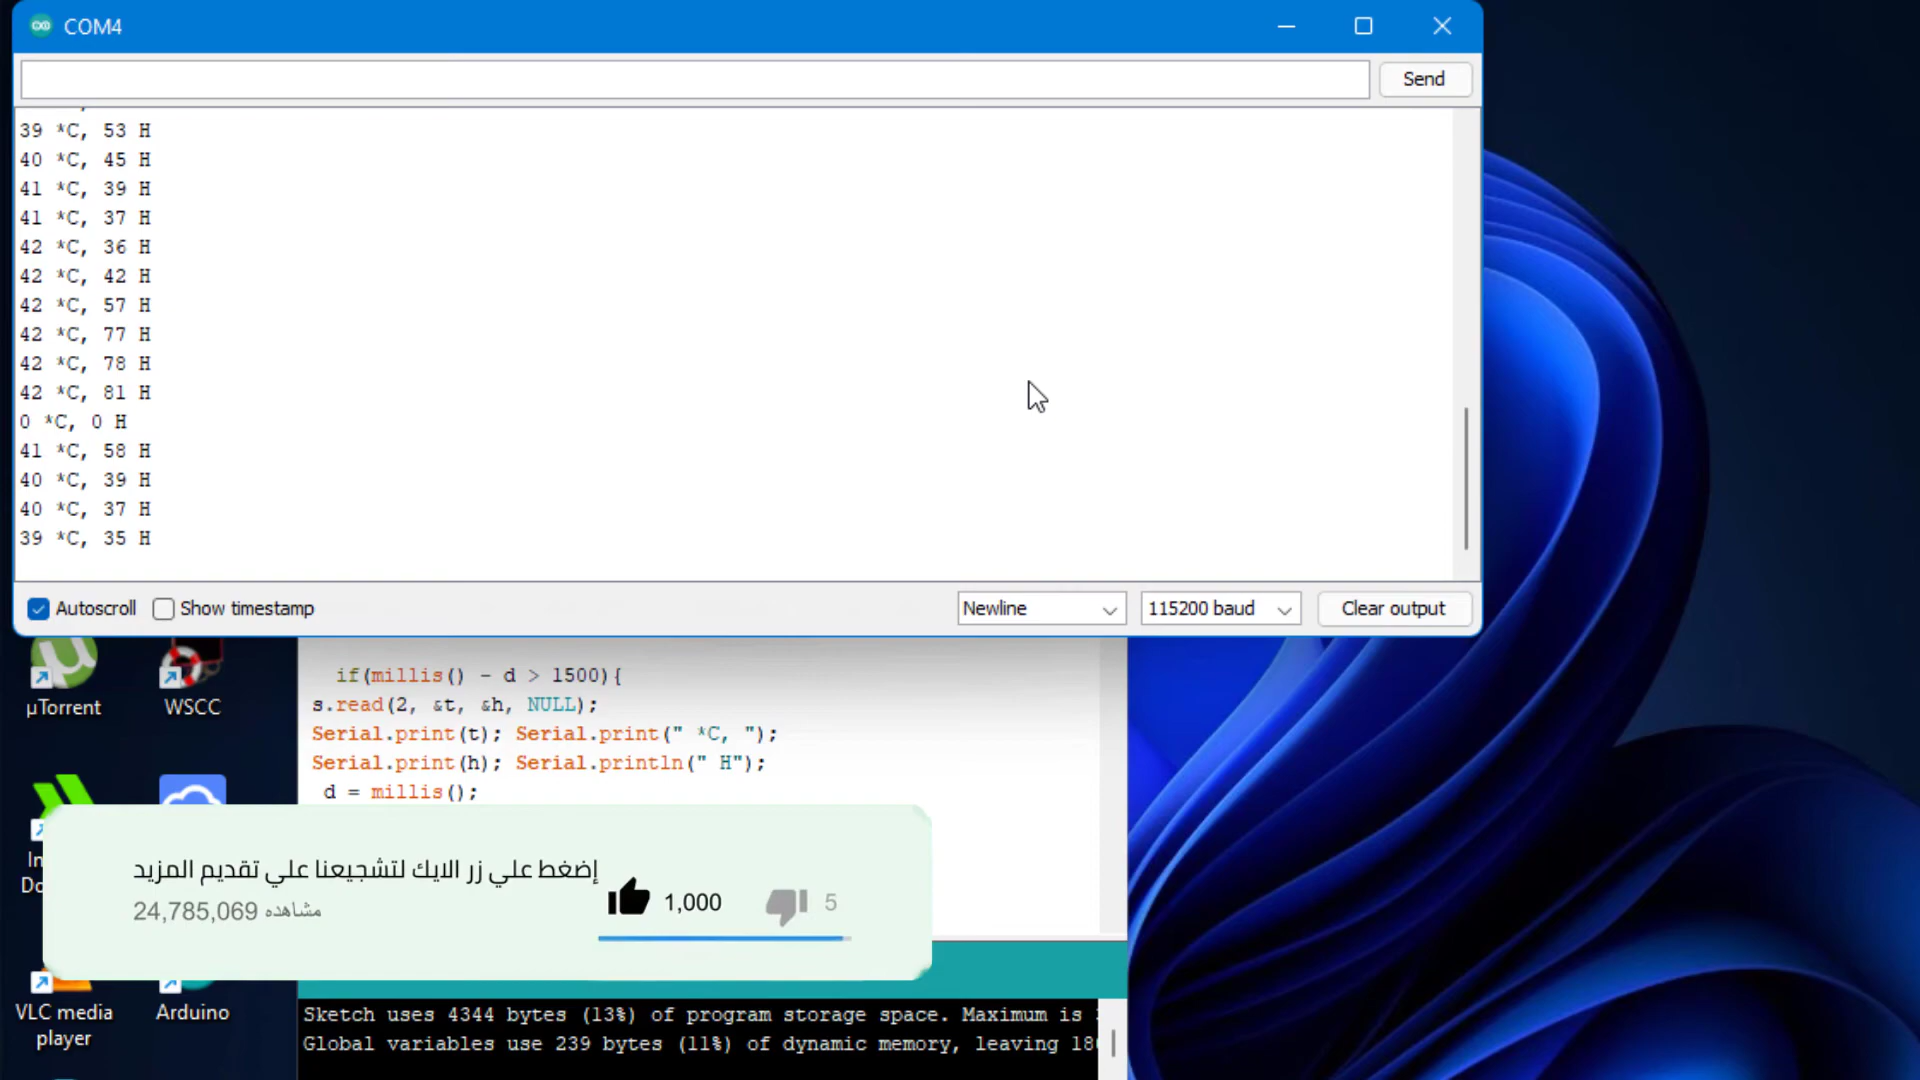 COM4
Send
39 *C, 53 H
40 *C, 45 H
41 *C, 39 H
41 *C, 37 H
42 *C, 36 H
42 *C, 42 H
42 *C, 57 H
42 *C, 77 H
42 *C, 78 H
42 *C, 81 H
0 *C, 0 H
41 *C, 58 H
40 *C, 39 H
40 *C, 37 H
39 *C, 35 H
Autoscroll
Show timestamp
Newline
115200 baud
Clear output
µTorrent
WSCC
if(millis() - d > 1500){
s.read(2, &t, &h, NULL);
Serial.print(t); Serial.print(" *C, ");
Serial.print(h); Serial.println(" H");
d = millis();
إضغط علي زر الايك لتشجيعنا علي تقديم المزيد
24,785,069 مشاهده
1,000
5
VLC media player
Arduino
Sketch uses 4344 bytes (13%) of program storage space. Maximum is
Global variables use 239 bytes (11%) of dynamic memory, leaving